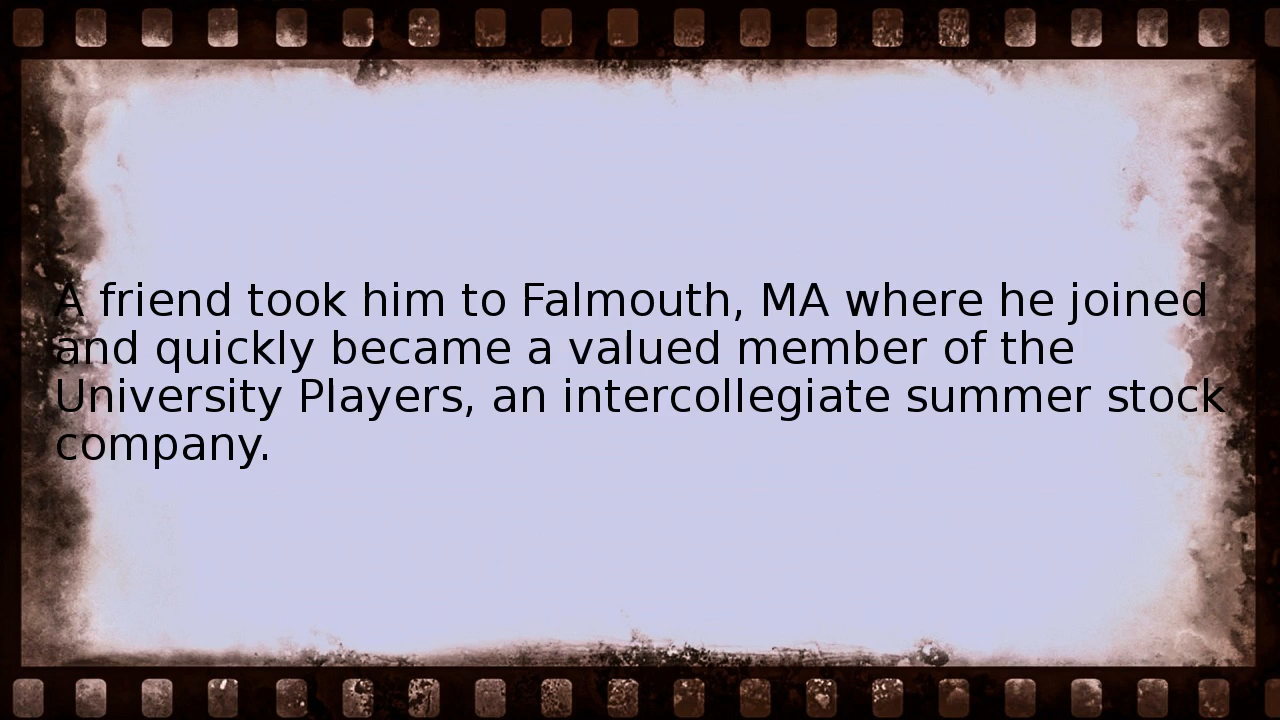 A friend took him to Falmouth, MA where he joined
and quickly became a valued member of the
University Players, an intercollegiate summer stock
company.